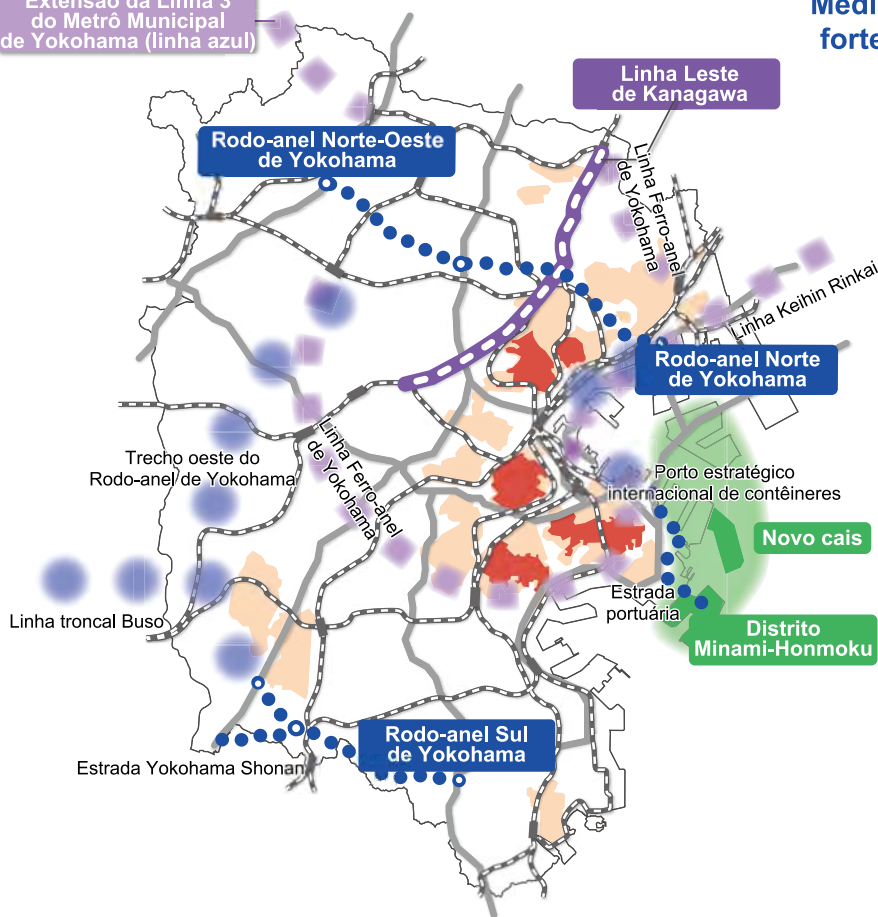 Extensão da Linha 3
do Metrô Municipal
de Yokohama (linha azul)
forte
Linha Leste
de Kanagawa
Rodo-anel Norte-Oeste
de Yokohama
Linha Ferro-anel
de Yokohama
Linha Keihin Rinkai
Rodo-anel Norte
de Yokohama
Trecho oeste do
Rodo-anel de Yokohama
Linha Ferro-anel
de Yokohama
Porto estratégico
internacional de contêineres
Novo cais
Linha troncal Buso
Estrada
portuária
Distrito
Minami-Honmoku
Rodo-anel Sul
de Yokohama
Estrada Yokohama Shonan